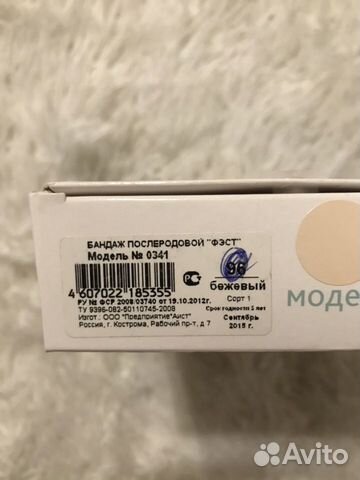 БАНДАЖ ПОСЛЕРОДОВОЙ "ФЭСТ"
Модель № 0341
96
бежевый
4 607022 185355
Сорт 1
РУ № ФСР 2008/03740 от 19.10.2012г.
Срок годности 5 лет
ТУ 9396-082-50110745-2008
Сентябрь
Изгот.: ООО "Предприятие"Аист"
2015 г.
Россия, г. Кострома, Рабочий пр-т, д 7
моде
Avito